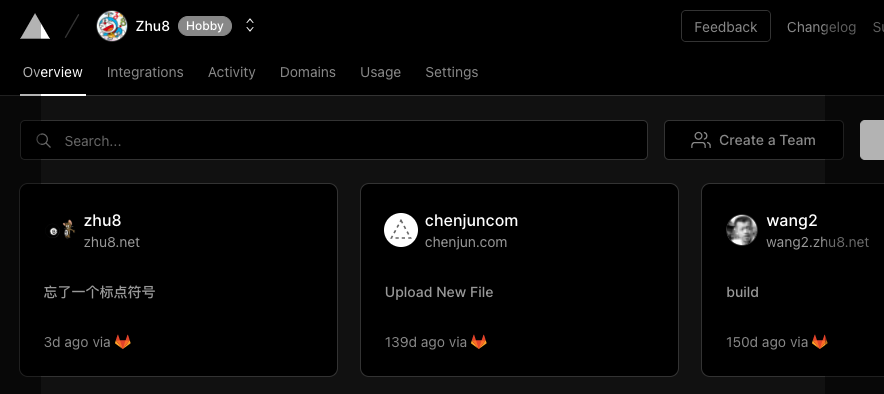 Zhu8 Hobby Feedback Changelog
Overview Integrations Activity Domains Usage Settings
Search... Create a Team
zhu8 chenjuncom wang2
zhu8.net chenjun.com wang2.zhu8.net
忘了一个标点符号 Upload New File build
3d ago via 139d ago via 150d ago via